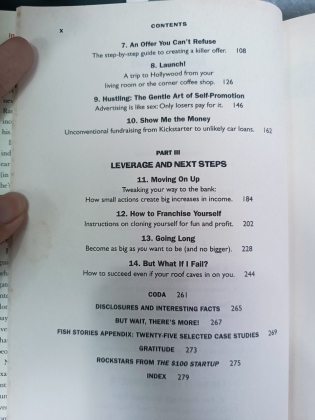 x
CONTENTS
7. An Offer You Can't Refuse
The step-by-step guide to creating a killer offer. 108
8. Launch!
A trip to Hollywood from your
living room or the corner coffee shop. 126
9. Hustling: The Gentle Art of Self-Promotion
Advertising is like sex: Only losers pay for it. 146
10. Show Me the Money
Unconventional fundraising from Kickstarter to unlikely car loans. 162
PART III
LEVERAGE AND NEXT STEPS
11. Moving On Up
Tweaking your way to the bank:
How small actions create big increases in income. 184
12. How to Franchise Yourself
Instructions on cloning yourself for fun and profit. 202
13. Going Long
Become as big as you want to be (and no bigger). 228
14. But What If I Fail?
How to succeed even if your roof caves in on you. 244
CODA 261
DISCLOSURES AND INTERESTING FACTS 265
BUT WAIT, THERE'S MORE! 267
FISH STORIES APPENDIX: TWENTY-FIVE SELECTED CASE STUDIES 269
GRATITUDE 273
ROCKSTARS FROM THE $100 STARTUP 275
INDEX 279